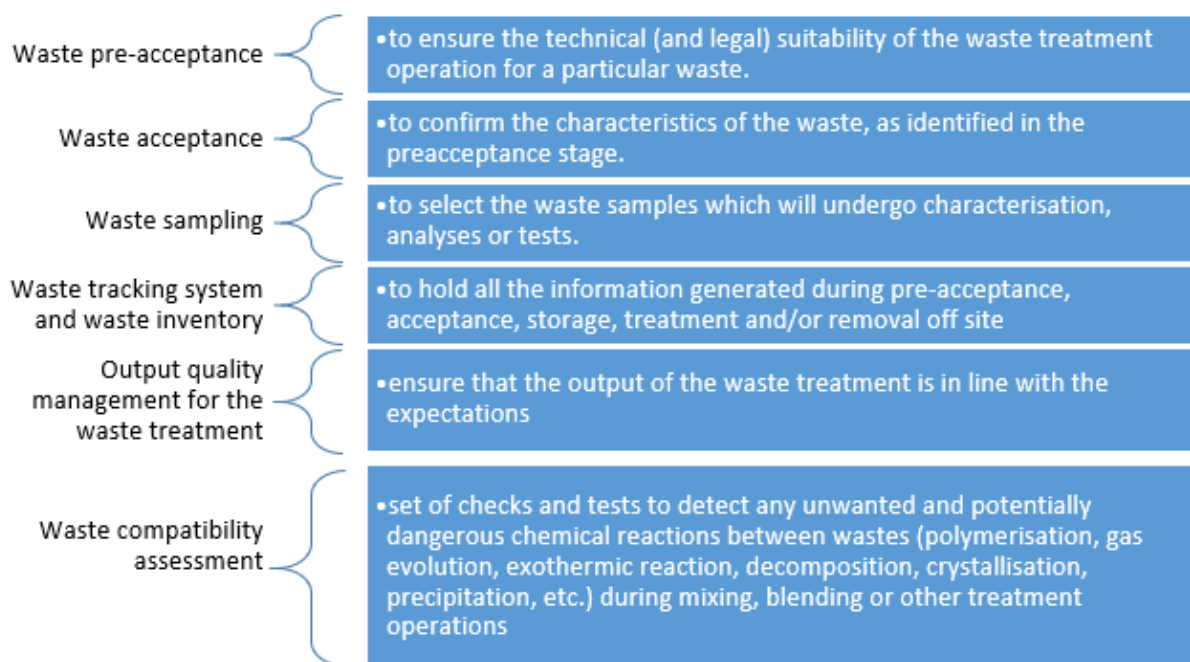 Waste pre-acceptance
•to ensure the technical (and legal) suitability of the waste treatment
operation for a particular waste.
Waste acceptance
•to confirm the characteristics of the waste, as identified in the
preacceptance stage.
Waste sampling
•to select the waste samples which will undergo characterisation,
analyses or tests.
Waste tracking system
and waste inventory
•to hold all the information generated during pre-acceptance,
acceptance, storage, treatment and/or removal off site
Output quality
management for the
waste treatment
•ensure that the output of the waste treatment is in line with the
expectations
Waste compatibility
assessment
•set of checks and tests to detect any unwanted and potentially
dangerous chemical reactions between wastes (polymerisation, gas
evolution, exothermic reaction, decomposition, crystallisation,
precipitation, etc.) during mixing, blending or other treatment
operations